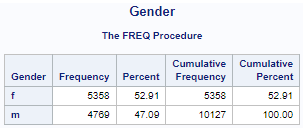 Gender
The FREQ Procedure
Gender Frequency Percent Cumulative Frequency Cumulative Percent
f 5358 52.91 5358 52.91
m 4769 47.09 10127 100.00